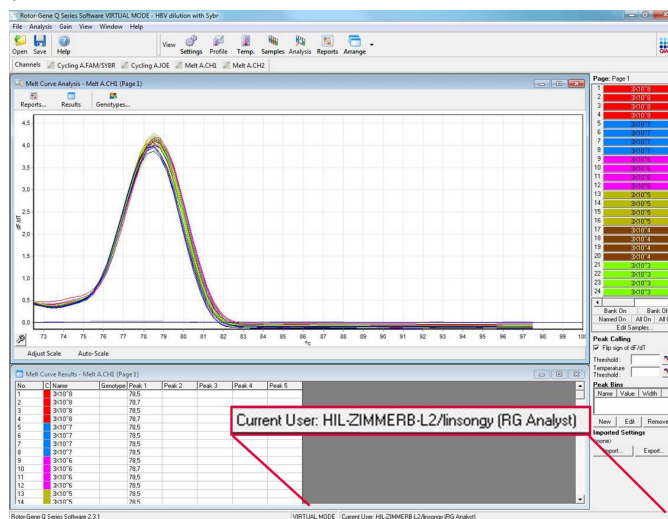 Rotor-Gene Q Series Software VIRTUAL MODE - HBV dilution with Sybr
File Analysis Gain View Window Help
Open Save Help View Settings Profile Temp. Samples Analysis Reports Arrange
Channels Cycling A.FAM/SYBR Cycling A.JOE Melt A.CH1 Melt A.CH2
Melt Curve Analysis - Melt A.CH1 (Page 1)
Reports... Results Genotypes...
4,5
4,0
3,5
3,0
2,5
2,0
1,5
1,0
0,5
0,0
dF/dT
73 74 75 76 77 78 79 80 81 82 83 84 85 86 87 88 89 90 91 92 93 94 95 96 97 98 99 100
°c
Adjust Scale Auto-Scale
Melt Curve Results - Melt A.CH1 (Page 1)
No. C Name Genotype Peak 1 Peak 2 Peak 3 Peak 4 Peak 5
1 3x10^8 78,5
2 3x10^8 78,7
3 3x10^8 78,5
4 3x10^8 78,7
5 3x10^7 78,5
6 3x10^7 78,5
7 3x10^7 78,5
8 3x10^7 78,5
9 3x10^6 78,5
10 3x10^6 78,7
11 3x10^6 78,5
12 3x10^6 78,5
13 3x10^5 78,5
14 3x10^5 78,5
Current User: HIL-ZIMMERB-L2/linsongy (RG Analyst)
Page: Page 1
1 3x10^8
2 3x10^8
3 3x10^8
4 3x10^8
5 3x10^7
6 3x10^7
7 3x10^7
8 3x10^7
9 3x10^6
10 3x10^6
11 3x10^6
12 3x10^6
13 3x10^5
14 3x10^5
15 3x10^5
16 3x10^5
17 3x10^4
18 3x10^4
19 3x10^4
20 3x10^4
21 3x10^3
22 3x10^3
23 3x10^3
24 3x10^3
Bank On Bank Of
Named On All On All
Edit Samples...
Peak Calling
Flip sign of dF/dT
Threshold :
Temperature
Threshold :
Peak Bins
Name Value Width
New Edit Remove
Imported Settings
(none)
Import... Export...
Rotor-Gene Q Series Software 2.3.1 VIRTUAL MODE Current User: HIL-ZIMMERB-L2/linsongy (RG Analyst)